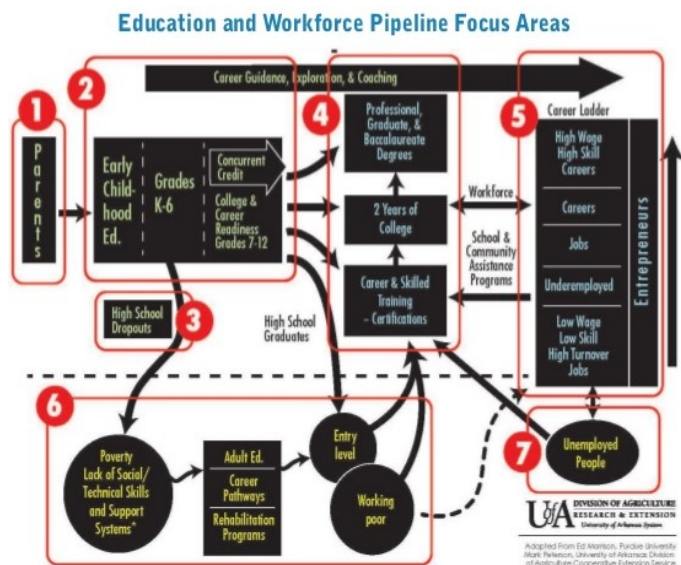 Education and Workforce Pipeline Focus Areas
Career Guidance, Exploration, & Coaching
1
Parents
2
Early
Child-
hood
Ed.
Grades
K-6
Concurrent
Credit
College &
Career
Readiness
Grades 7-12
3
High School
Dropouts
High School
Graduates
4
Professional,
Graduate, &
Baccalaureate
Degrees
2 Years of
College
Career & Skilled
Training
– Certifications
Workforce
School &
Community
Assistance
Programs
5
Career Ladder
High Wage
High Skill
Careers
Careers
Jobs
Underemployed
Low Wage
Low Skill
High Turnover
Jobs
Entrepreneurs
6
Poverty
Lack of Social/
Technical Skills
and Support
Systems*
Adult Ed.
Career
Pathways
Rehabilitation
Programs
Entry
level
Working
poor
7
Unemployed
People
UofA
DIVISION OF AGRICULTURE
RESEARCH & EXTENSION
University of Arkansas System
Adapted From Ed Morrison, Purdue University
Mark Peterson, University of Arkansas Division
of Agriculture Cooperative Extension Service